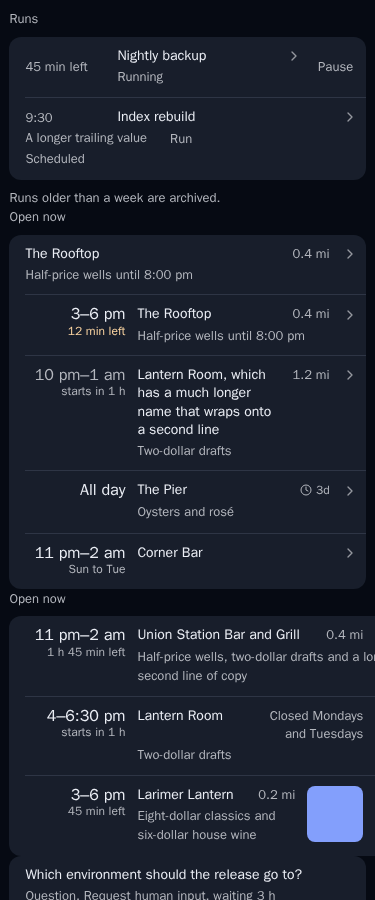 Runs
45 min left
Nightly backup
Running
Pause
9:30
Index rebuild
A longer trailing value
Run
Scheduled
Runs older than a week are archived.
Open now
The Rooftop
0.4 mi
Half-price wells until 8:00 pm
3–6 pm
The Rooftop
0.4 mi
12 min left
Half-price wells until 8:00 pm
10 pm–1 am
Lantern Room, which
1.2 mi
starts in 1 h
has a much longer
name that wraps onto
a second line
Two-dollar drafts
All day
The Pier
3d
Oysters and rosé
11 pm–2 am
Corner Bar
Sun to Tue
Open now
11 pm–2 am
Union Station Bar and Grill
0.4 mi
1 h 45 min left
Half-price wells, two-dollar drafts and a
second line of copy
4–6:30 pm
Lantern Room
Closed Mondays
starts in 1 h
and Tuesdays
Two-dollar drafts
3–6 pm
Larimer Lantern
0.2 mi
45 min left
Eight-dollar classics and
six-dollar house wine
Which environment should the release go to?
Question, Request human input, waiting 3 h